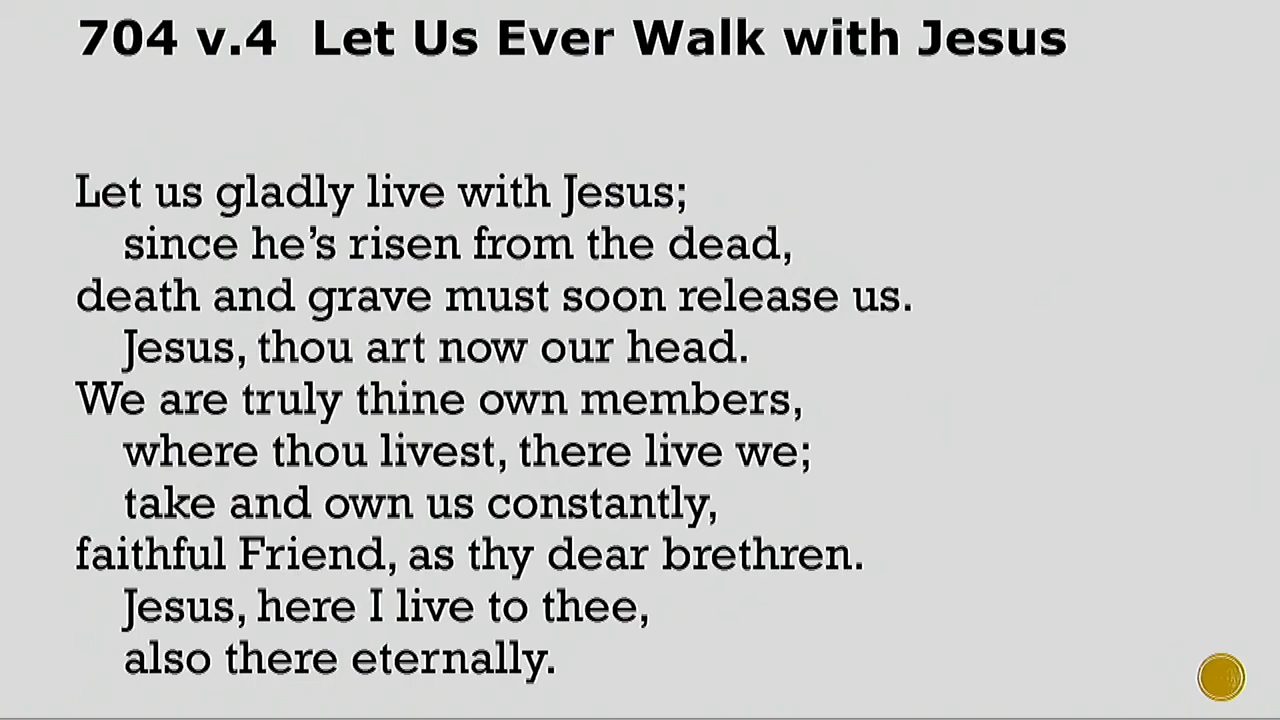 704 v.4 Let Us Ever Walk with Jesus
Let us gladly live with Jesus;
since he’s risen from the dead,
death and grave must soon release us.
Jesus, thou art now our head.
We are truly thine own members,
where thou livest, there live we;
take and own us constantly,
faithful Friend, as thy dear brethren.
Jesus, here I live to thee,
also there eternally.